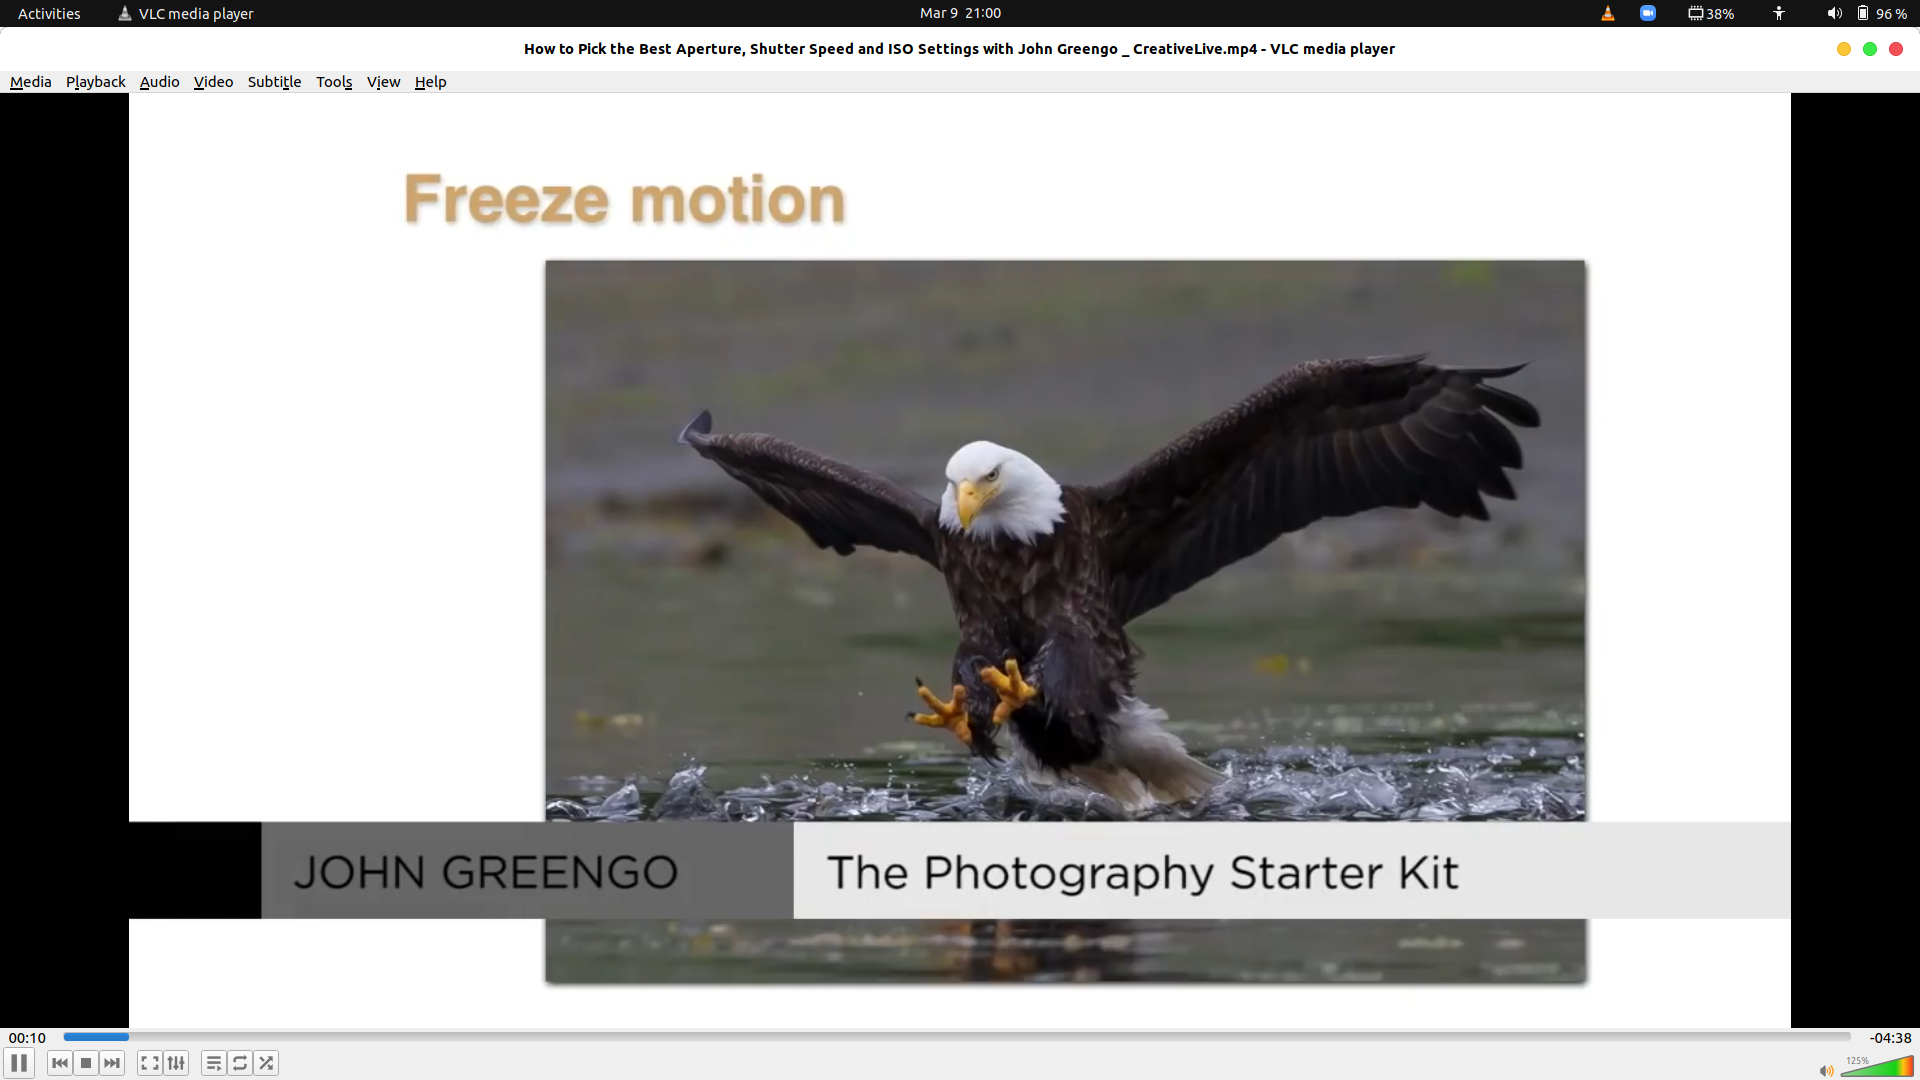 Activities VLC media player Mar 9 21:00 38% 96 %
How to Pick the Best Aperture, Shutter Speed and ISO Settings with John Greengo _ CreativeLive.mp4 - VLC media player
Media Playback Audio Video Subtitle Tools View Help
Freeze motion
JOHN GREENGO The Photography Starter Kit
00:10 -04:38
125%